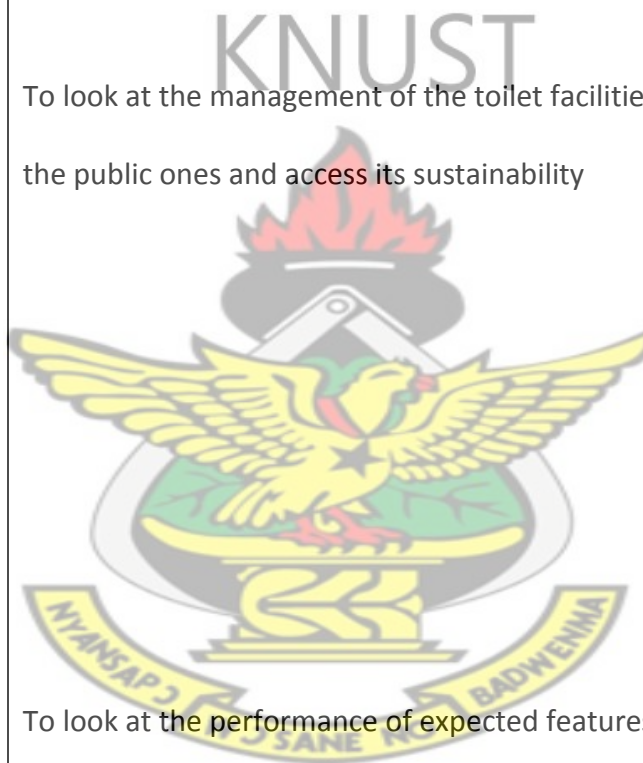 KNUST
To look at the management of the toilet facilitie
the public ones and access its sustainability
NYANSAPƆ
SANE
BADWENMA
To look at the performance of expected feature